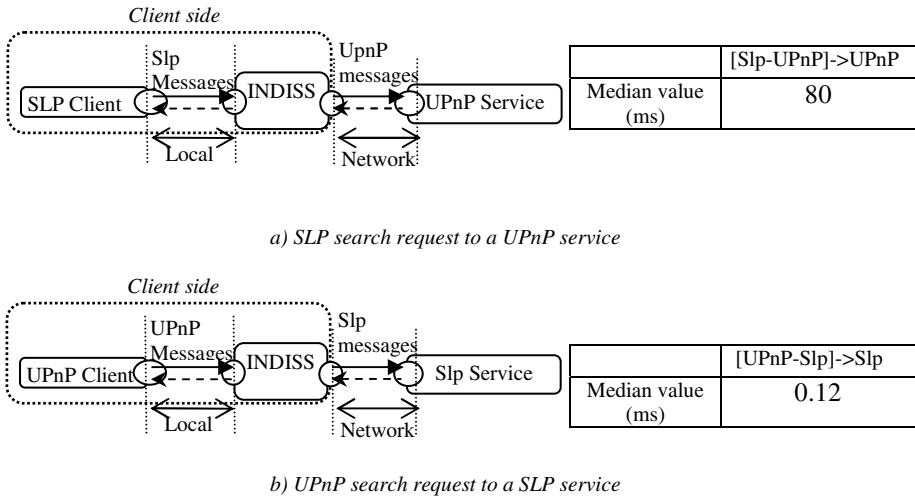 Client side
Slp
Messages
UpnP
messages
SLP Client
INDISS
UPnP Service
Local
Network
[Slp-UPnP]->UPnP
Median value
(ms)
80
a) SLP search request to a UPnP service
Client side
UPnP
Messages
Slp
messages
UPnP Client
INDISS
Slp Service
Local
Network
[UPnP-Slp]->Slp
Median value
(ms)
0.12
b) UPnP search request to a SLP service